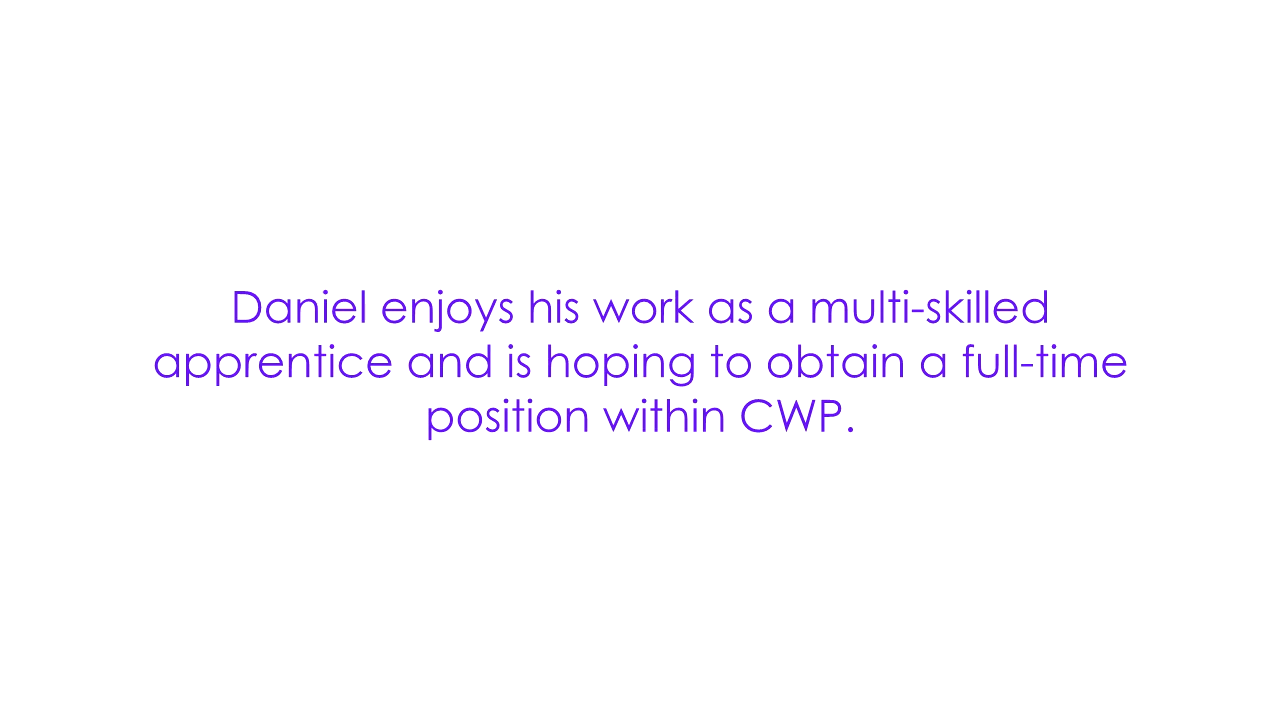 Daniel enjoys his work as a multi-skilled
apprentice and is hoping to obtain a full-time
position within CWP.